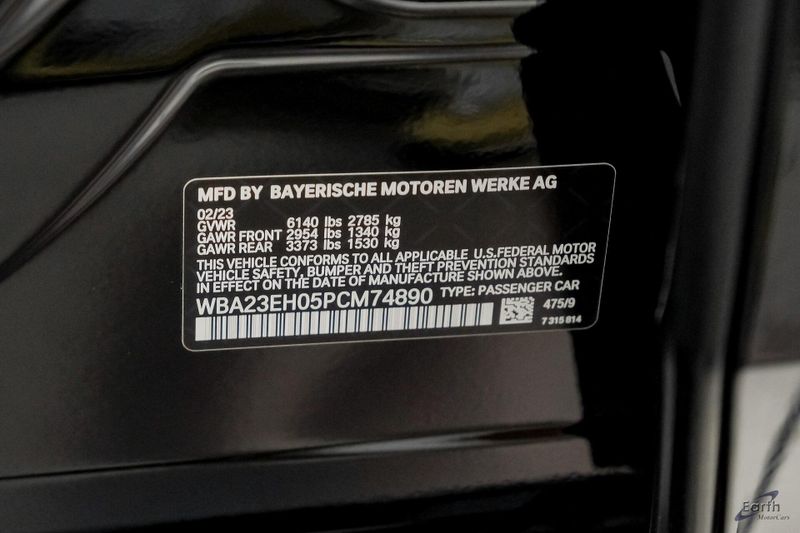 MFD BY BAYERISCHE MOTOREN WERKE AG
02/23
GVWR 6140 lbs 2785 kg
GAWR FRONT 2954 lbs 1340 kg
GAWR REAR 3373 lbs 1530 kg
THIS VEHICLE CONFORMS TO ALL APPLICABLE U.S.FEDERAL MOTOR
VEHICLE SAFETY, BUMPER AND THEFT PREVENTION STANDARDS
IN EFFECT ON THE DATE OF MANUFACTURE SHOWN ABOVE.
WBA23EH05PCM74890 TYPE: PASSENGER CAR
475/9
7 315 814
Earth
MotorCars